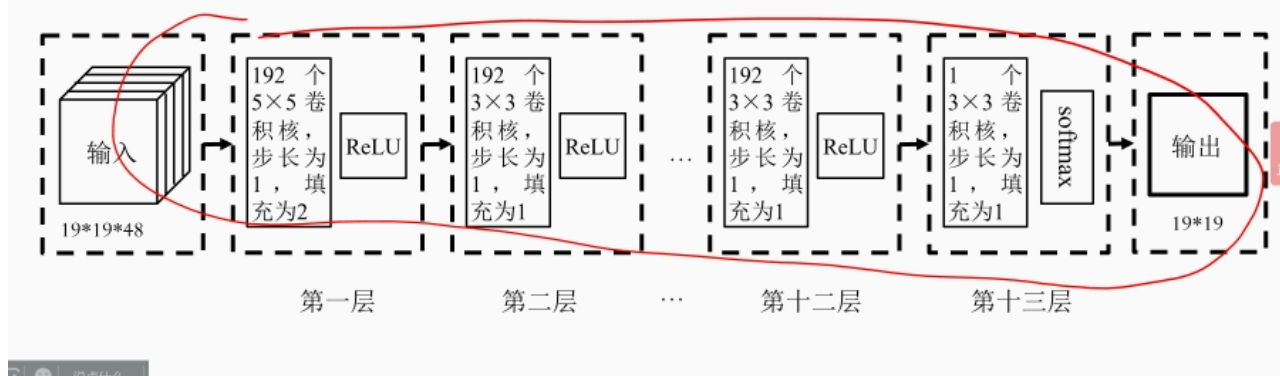 输入
19*19*48
192 个
5×5 卷
积核，
步长为
1，填
充为2
ReLU
192 个
3×3 卷
积核，
步长为
1，填
充为1
ReLU
…
192 个
3×3 卷
积核，
步长为
1，填
充为1
ReLU
1 个
3×3 卷
积核，
步长为
1，填
充为1
softmax
输出
19*19
第一层
第二层
…
第十二层
第十三层